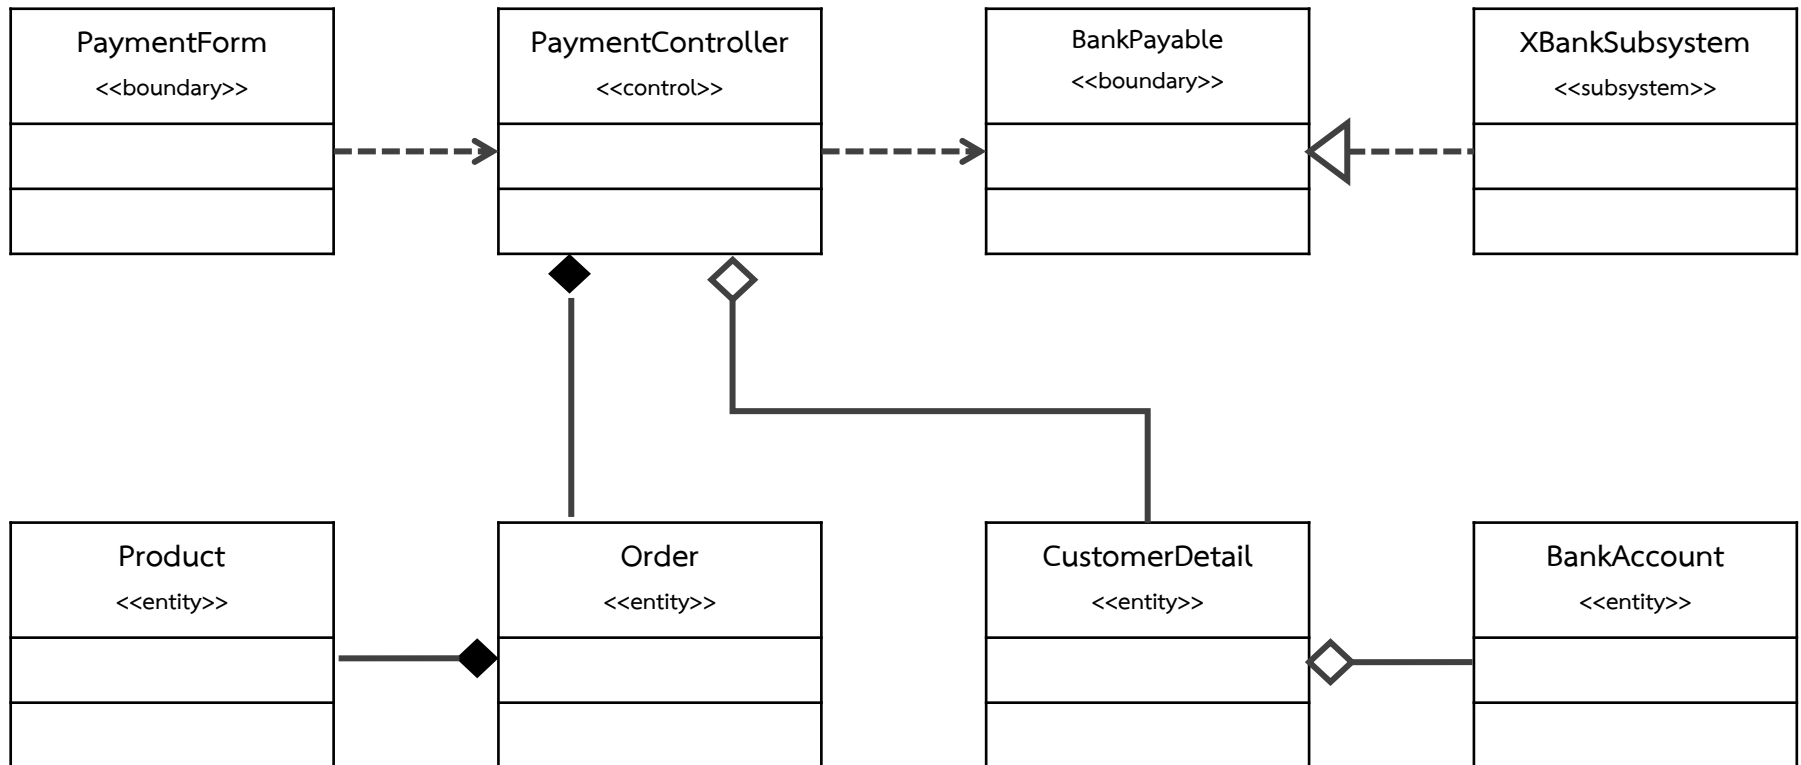 PaymentForm
<<boundary>>
PaymentController
<<control>>
BankPayable
<<boundary>>
XBankSubsystem
<<subsystem>>
Product
<<entity>>
Order
<<entity>>
CustomerDetail
<<entity>>
BankAccount
<<entity>>